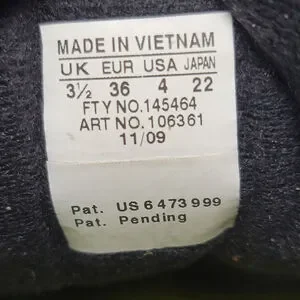 MADE IN VIETNAM
UK EUR USA JAPAN
3½ 36 4 22
FTY NO.145464
ART NO.106361
11/09
Pat. US 6 473 999
Pat. Pending